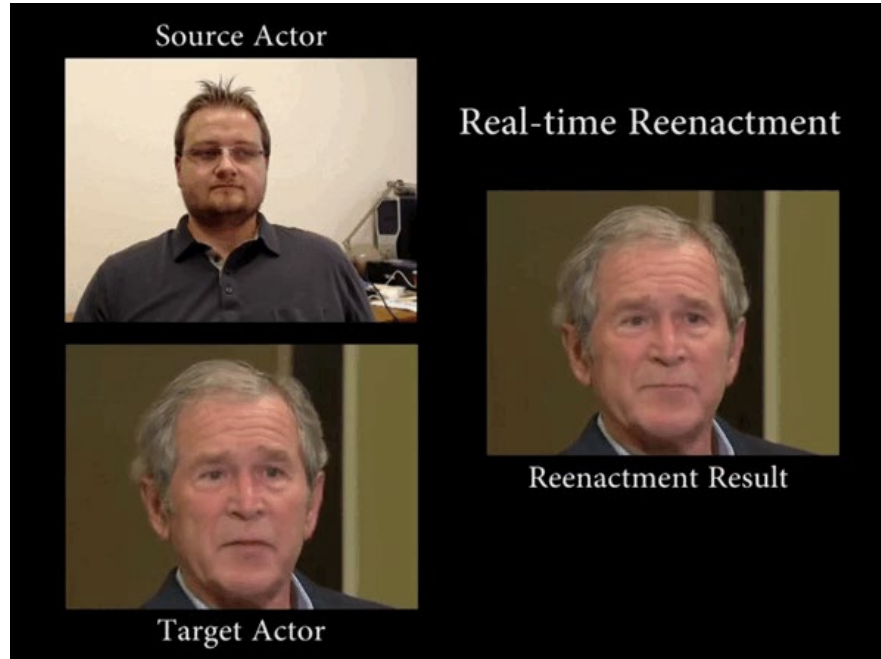 Source Actor
Real-time Reenactment
Reenactment Result
Target Actor